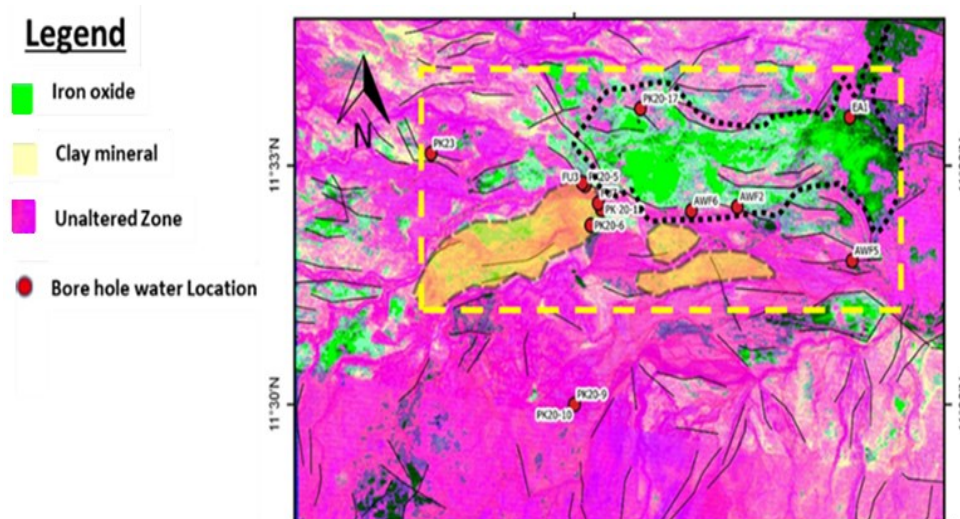 Legend
Iron oxide
Clay mineral
Unaltered Zone
Bore hole water Location
N
11°33'N
11°30'N
PK20-17
EA1
PK23
FU3
PK20-5
PK 20-1
AWF6
AWF2
PK20-6
AWF5
PK20-9
PK20-10